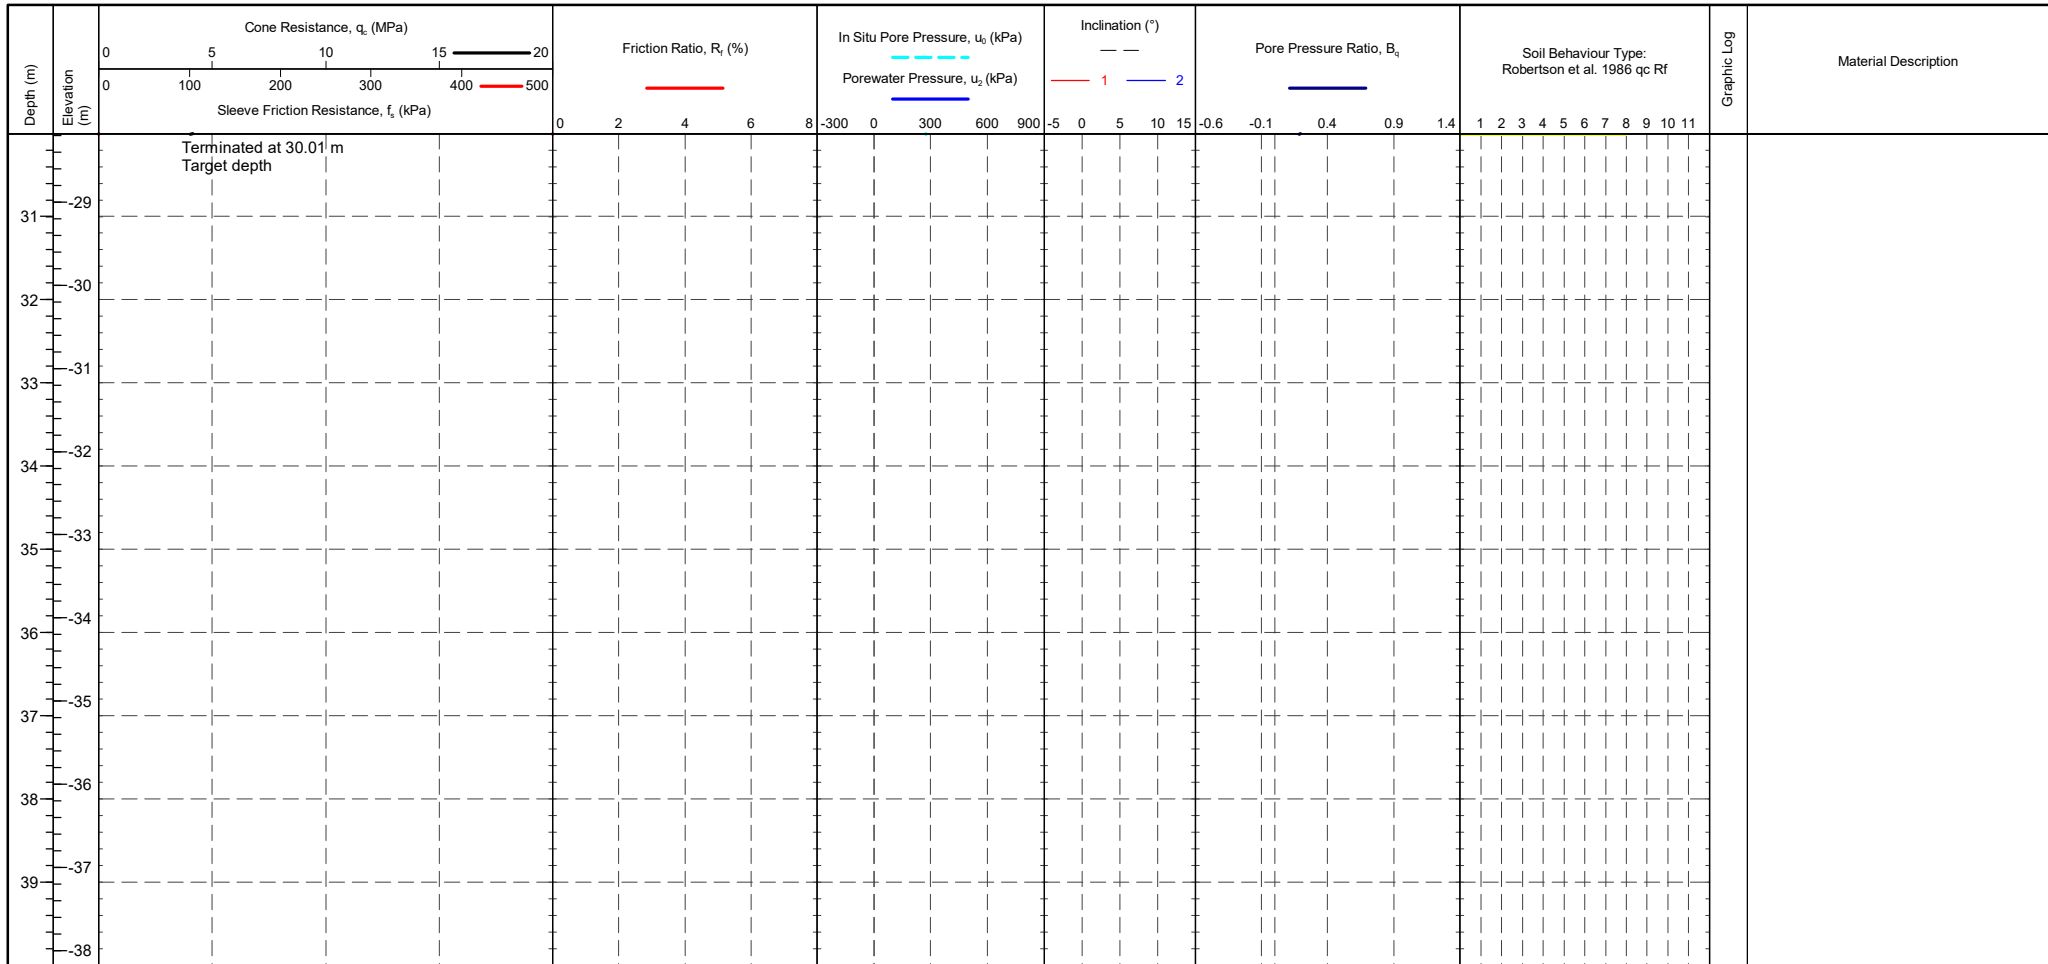 Depth (m)
Elevation (m)
Cone Resistance, qc (MPa)
0 5 10 15 20
0 100 200 300 400 500
Sleeve Friction Resistance, fs (kPa)
Friction Ratio, Rf (%)
0 2 4 6 8
In Situ Pore Pressure, u0 (kPa)
Porewater Pressure, u2 (kPa)
-300 0 300 600 900
Inclination (°)
1 2
-5 0 5 10 15
Pore Pressure Ratio, Bq
-0.6 -0.1 0.4 0.9 1.4
Soil Behaviour Type:
Robertson et al. 1986 qc Rf
1 2 3 4 5 6 7 8 9 10 11
Graphic Log
Material Description
Terminated at 30.01 m
Target depth
-29
31
-30
32
-31
33
-32
34
-33
35
-34
36
-35
37
-36
38
-37
39
-38